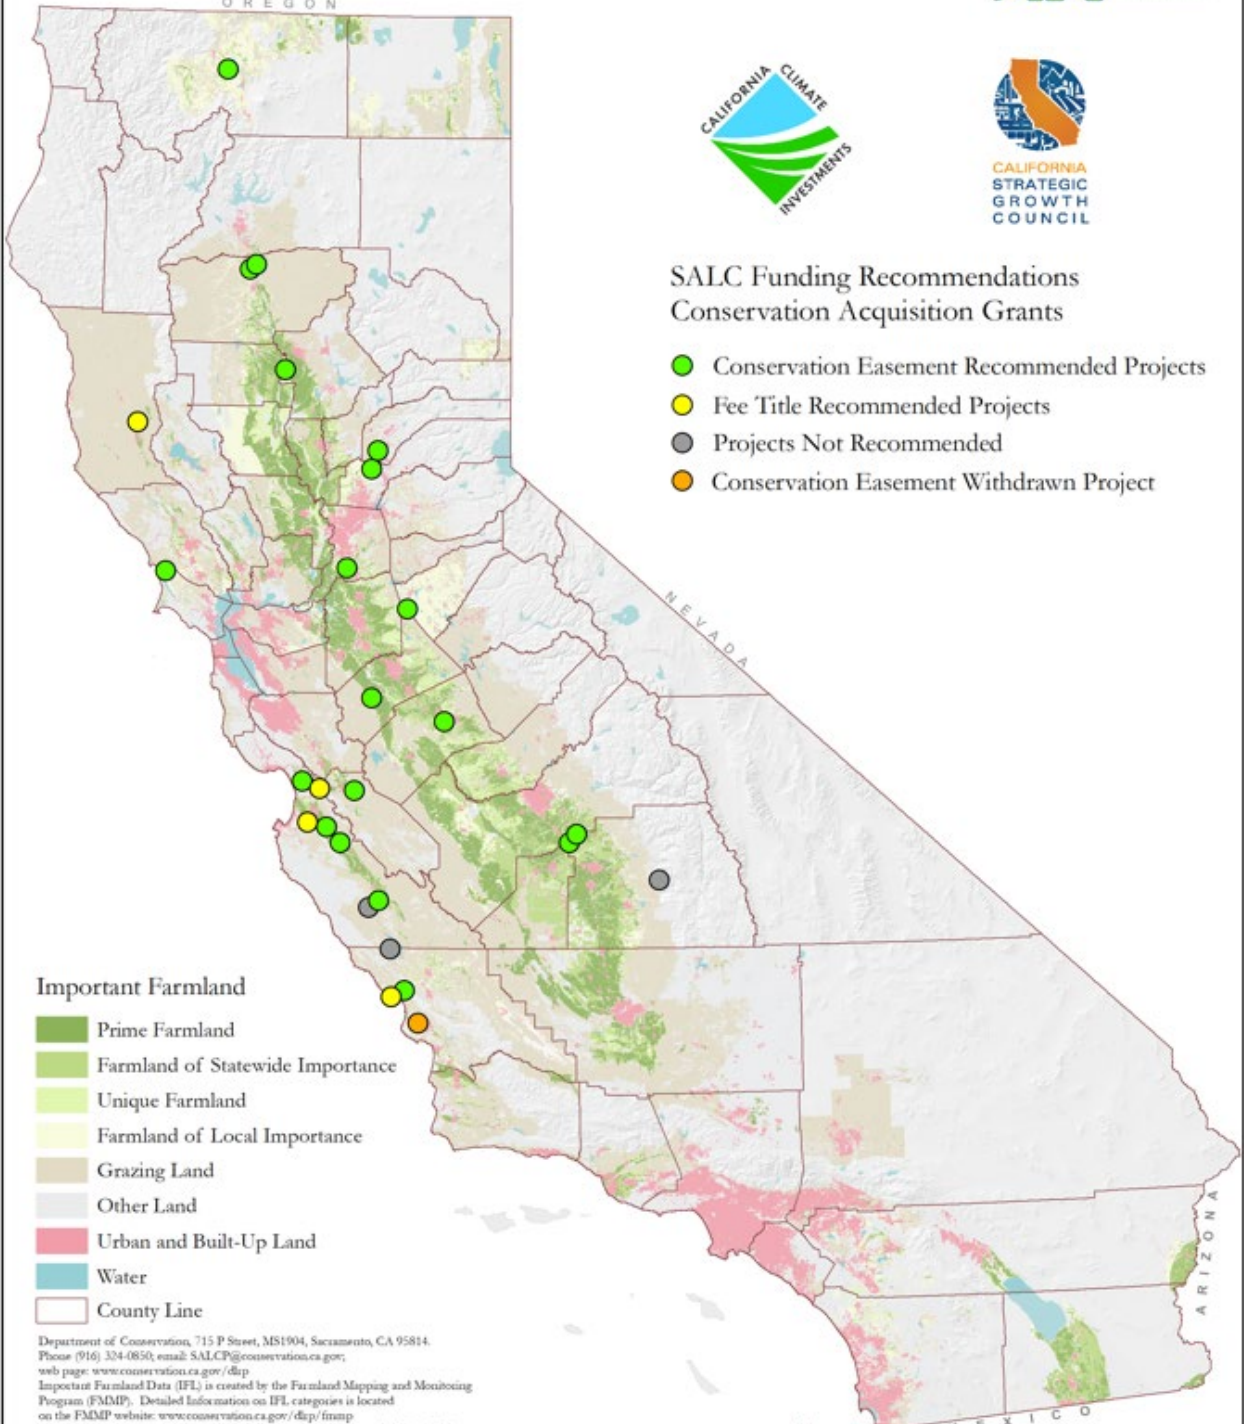 OREGON
CALIFORNIA
CLIMATE
INVESTMENTS
CALIFORNIA
STRATEGIC
GROWTH
COUNCIL
SALC Funding Recommendations
Conservation Acquisition Grants
Conservation Easement Recommended Projects
Fee Title Recommended Projects
Projects Not Recommended
Conservation Easement Withdrawn Project
NEVADA
Important Farmland
Prime Farmland
Farmland of Statewide Importance
Unique Farmland
Farmland of Local Importance
Grazing Land
Other Land
Urban and Built-Up Land
Water
County Line
ARIZONA
Department of Conservation, 715 P Street, MS1904, Sacramento, CA 95814.
Phone (916) 324-0850; email: SALCP@conservation.ca.gov;
web page: www.conservation.ca.gov/dlrp
Important Farmland Data (IFL) is created by the Farmland Mapping and Monitoring
Program (FMMP). Detailed Information on IFL categories is located
on the FMMP website: www.conservation.ca.gov/dlrp/fmmp
EXICO